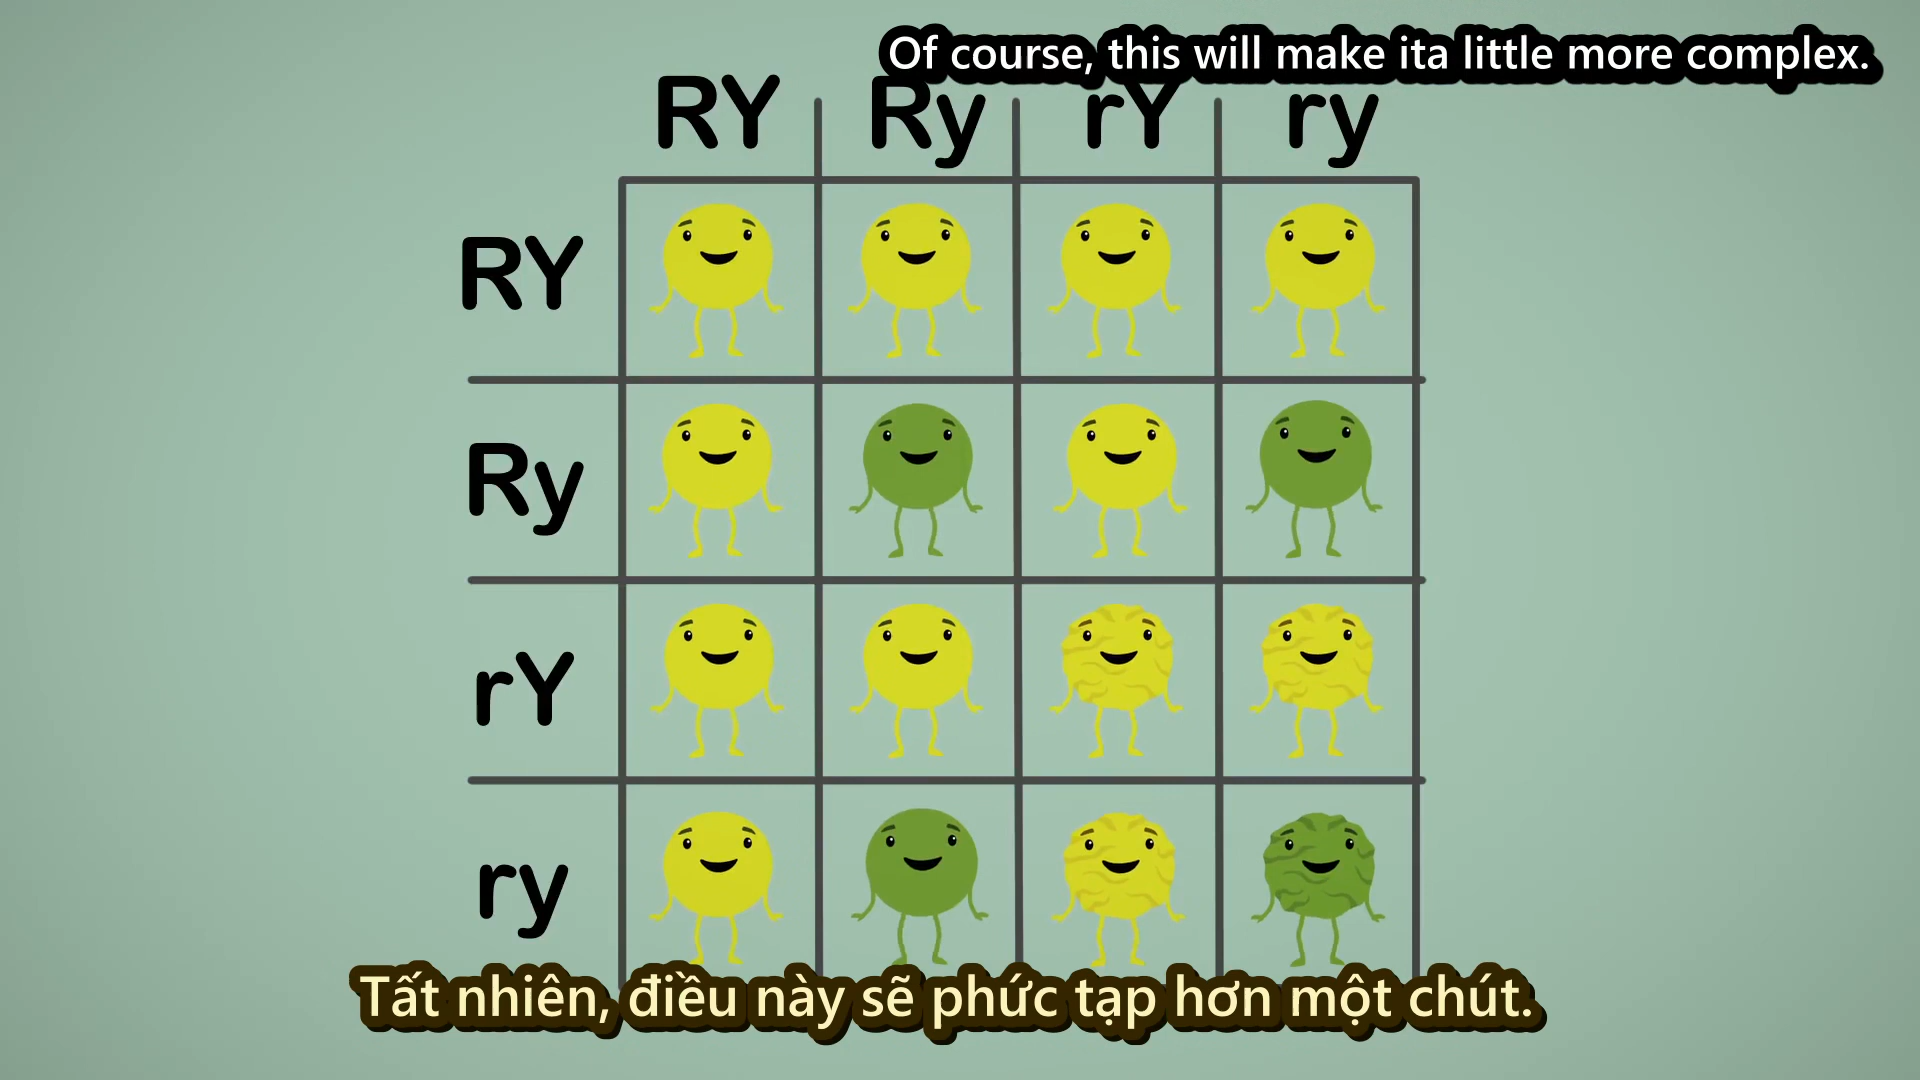 Of course, this will make ita little more complex.
RY Ry rY ry
RY
Ry
rY
ry
Tất nhiên, điều này sẽ phức tạp hơn một chút.